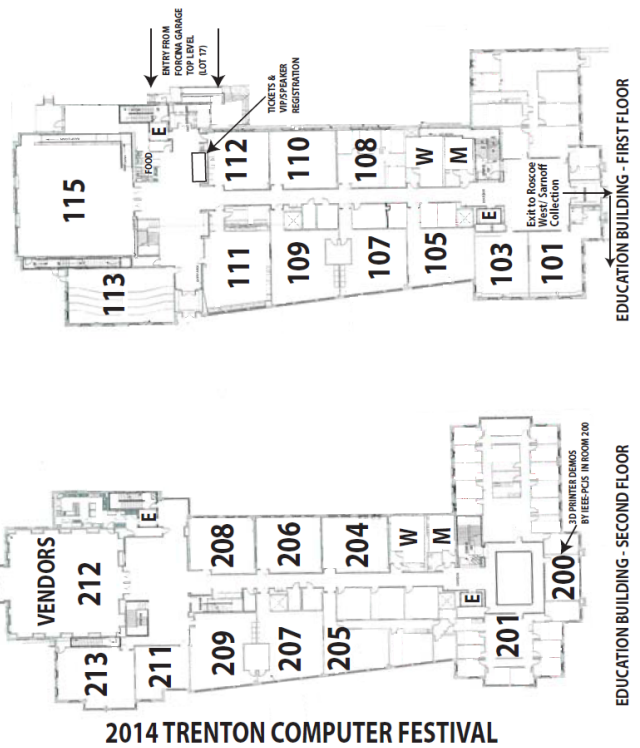 ENTRY FROM
FORCINA GARAGE
TOP LEVEL
(LOT 17)
TICKETS &
VIP/SPEAKER
REGISTRATION
E
FOOD
115
112
110
108
W
M
113
111
109
107
105
E
103
101
Exit to Roscoe
West/ Sarnoff
Collection
EDUCATION BUILDING - FIRST FLOOR
VENDORS
212
E
208
206
204
W
M
213
211
209
207
205
E
201
200
3D PRINTER DEMOS
BY IEEE-PCJS IN ROOM 200
EDUCATION BUILDING - SECOND FLOOR
2014 TRENTON COMPUTER FESTIVAL